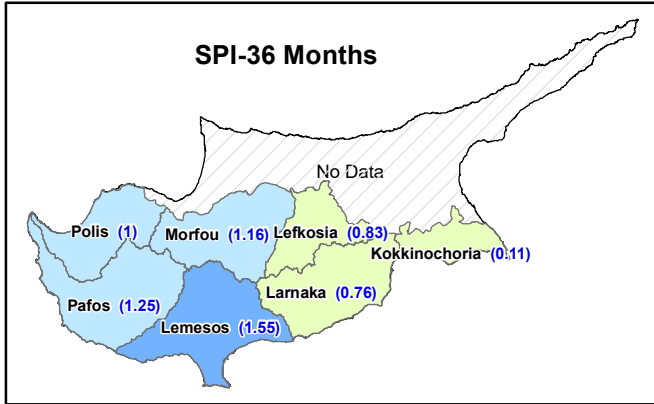 SPI-36 Months
No Data
Polis (1)
Morfou (1.16)
Lefkosia (0.83)
Kokkinochoria (0.11)
Pafos (1.25)
Larnaka (0.76)
Lemesos (1.55)